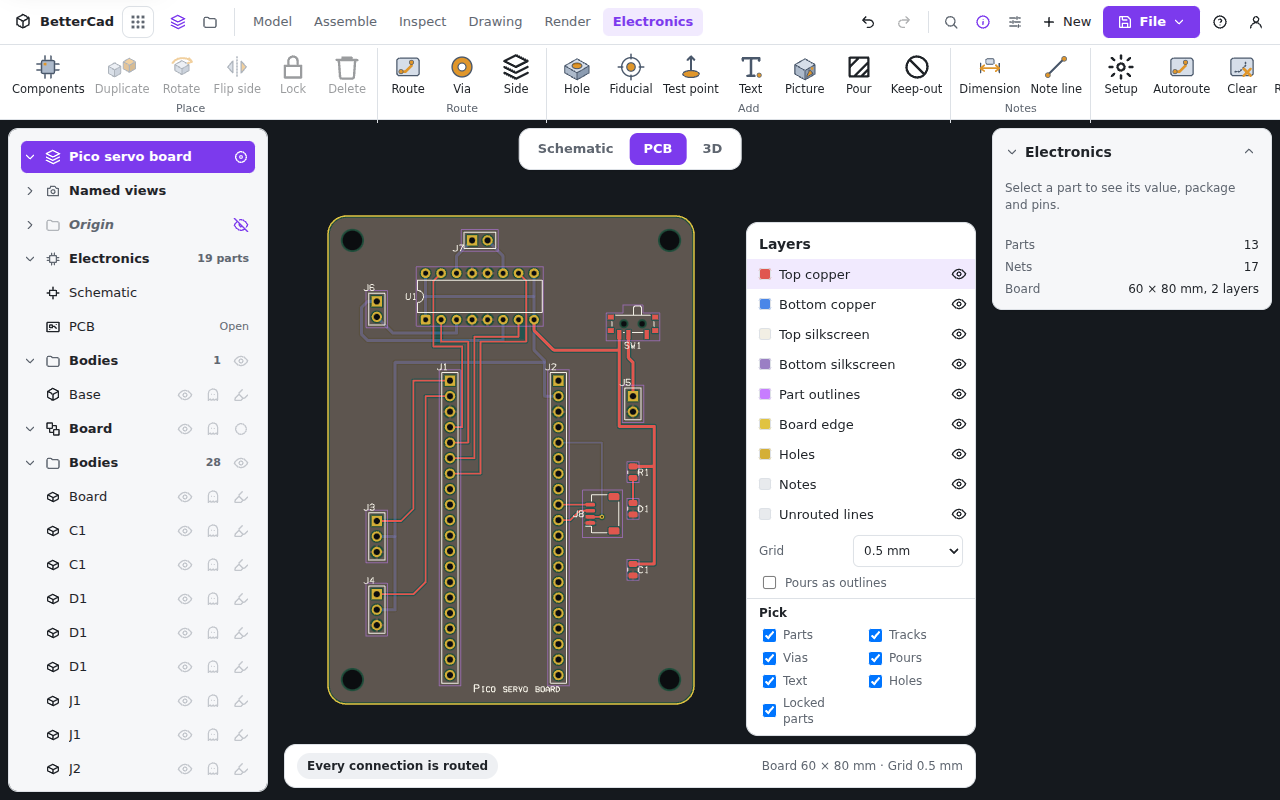 BetterCad
Model Assemble Inspect Drawing Render Electronics
New File
Components Duplicate Rotate Flip side Lock Delete Route Via Side Hole Fiducial Test point Text Picture Pour Keep-out Dimension Note line Setup Autoroute Clear
Place Route Add Notes
Pico servo board
Named views
Origin
Electronics 19 parts
Schematic
PCB Open
Bodies 1
Base
Board
Bodies 28
Board
C1
C1
D1
D1
D1
J1
J1
J2
Schematic PCB 3D
J7
J6
U1
SW1
J1 J2
J5
R1
J3
J8 D1
C1
J4
Pico servo board
Layers
Top copper
Bottom copper
Top silkscreen
Bottom silkscreen
Part outlines
Board edge
Holes
Notes
Unrouted lines
Grid 0.5 mm
Pours as outlines
Pick
Parts Tracks
Vias Pours
Text Holes
Locked
parts
Every connection is routed Board 60 × 80 mm · Grid 0.5 mm
Electronics
Select a part to see its value, package
and pins.
Parts 13
Nets 17
Board 60 × 80 mm, 2 layers